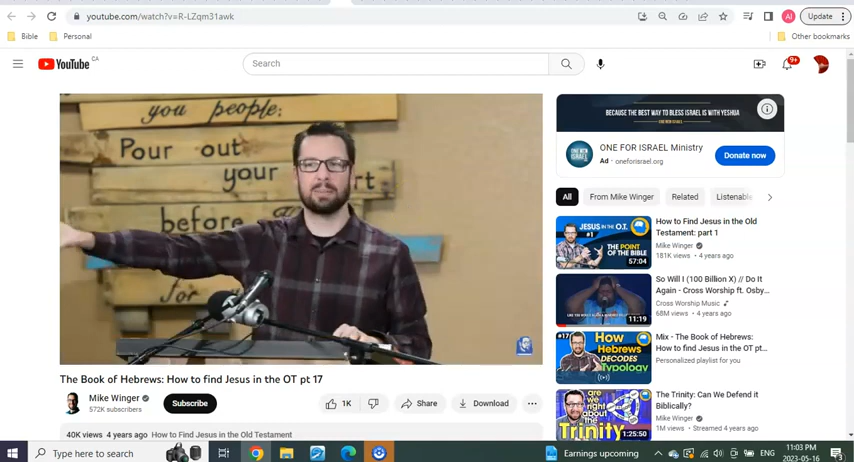 youtube.com/watch?v=R-LZqm31awk
Update
Bible
Personal
Other bookmarks
YouTube CA
Search
9+
you people;
Pour out
your
rt
before
for
BECAUSE THE BEST WAY TO BLESS ISRAEL IS WITH YESHUA
ONE FOR ISRAEL Ministry
Ad · oneforisrael.org
Donate now
All
From Mike Winger
Related
Listenable
JESUS IN THE O.T.
#1
THE POINT OF THE BIBLE
57:04
How to Find Jesus in the Old
Testament: part 1
Mike Winger
181K views • 4 years ago
11:19
So Will I (100 Billion X) // Do It
Again - Cross Worship ft. Osby...
Cross Worship Music
68M views • 4 years ago
#17
How
Hebrews
DECODES
Typology
Mix - The Book of Hebrews:
How to find Jesus in the OT pt...
Personalized playlist for you
are we
right about
the
Trinity
1:25:50
The Trinity: Can We Defend it
Biblically?
Mike Winger
1M views • Streamed 4 years ago
The Book of Hebrews: How to find Jesus in the OT pt 17
Mike Winger
572K subscribers
Subscribe
1K
Share
Download
40K views 4 years ago How to Find Jesus in the Old Testament
Type here to search
Earnings upcoming
ENG
11:03 PM
2023-05-16
3